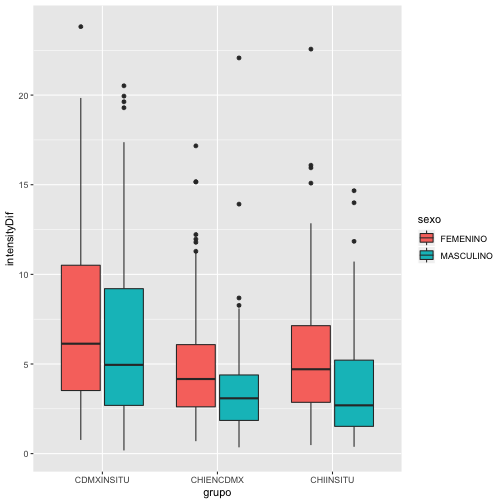 20
15
10
5
0
intensityDif
CDMXINSITU CHIENCDMX CHIINSITU
grupo
sexo
FEMENINO
MASCULINO